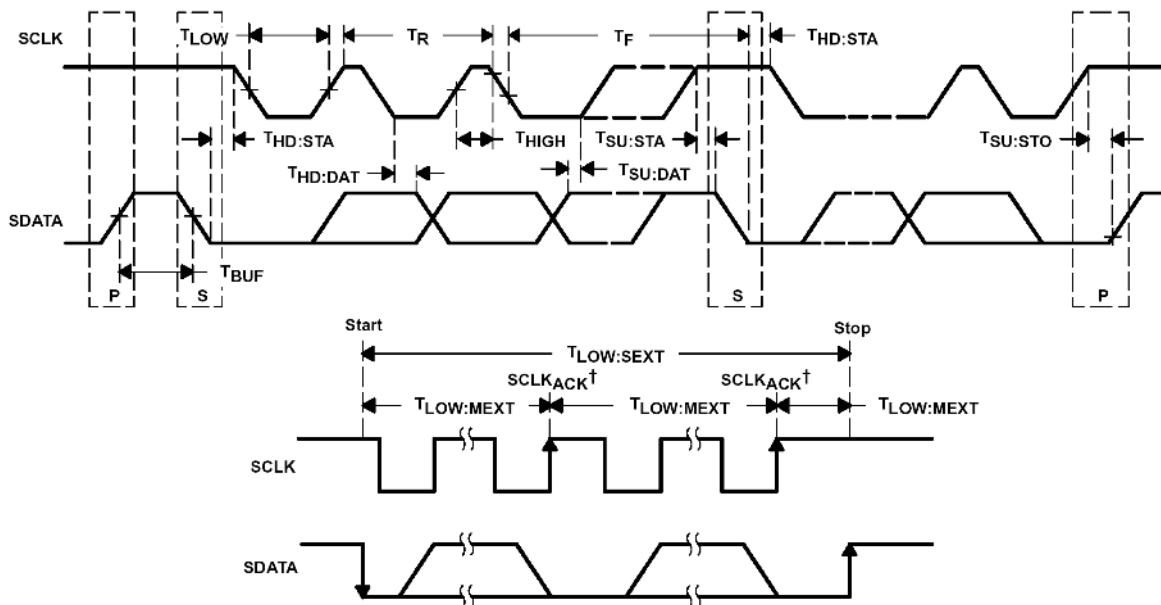 SCLK
TLOW
TR
TF
THD:STA
THD:STA
THIGH
TSU:STA
TSU:STO
THD:DAT
TSU:DAT
SDATA
TBUF
P
S
S
P
Start
Stop
TLOW:SEXT
SCLKACK†
SCLKACK†
TLOW:MEXT
TLOW:MEXT
TLOW:MEXT
SCLK
SDATA